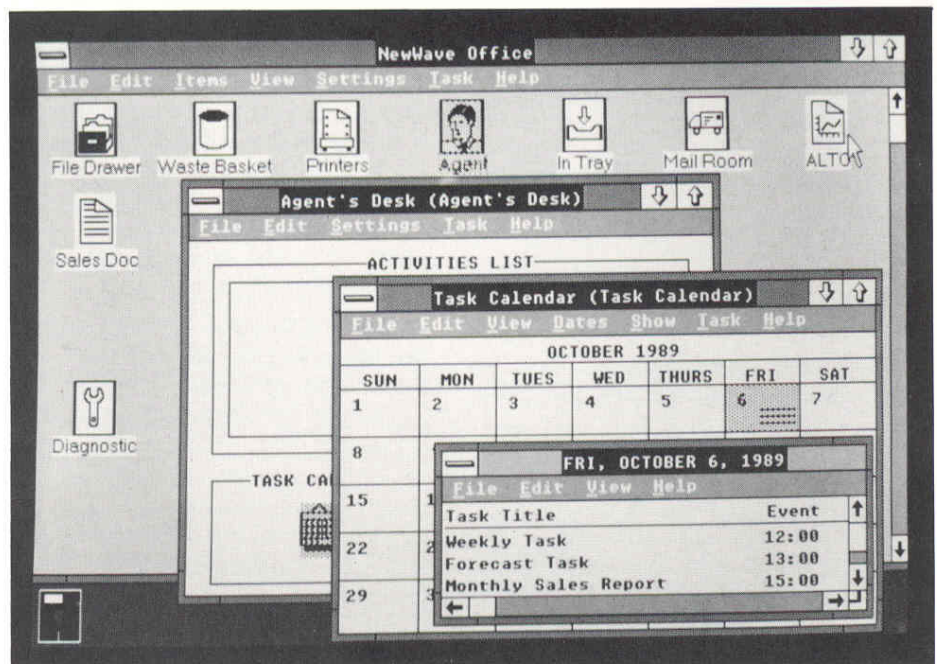 NewWave Office
File Edit Items View Settings Task Help
File Drawer Waste Basket Printers Agent In Tray Mail Room ALTO
Sales Doc
Diagnostic
Agent's Desk (Agent's Desk)
File Edit Settings Task Help
ACTIVITIES LIST
TASK CA
Task Calendar (Task Calendar)
File Edit View Dates Show Task Help
OCTOBER 1989
SUN MON TUES WED THURS FRI SAT
1 2 3 4 5 6 7
8
15 1
22 2
29 3
FRI, OCTOBER 6, 1989
File Edit View Help
Task Title Event
Weekly Task 12:00
Forecast Task 13:00
Monthly Sales Report 15:00